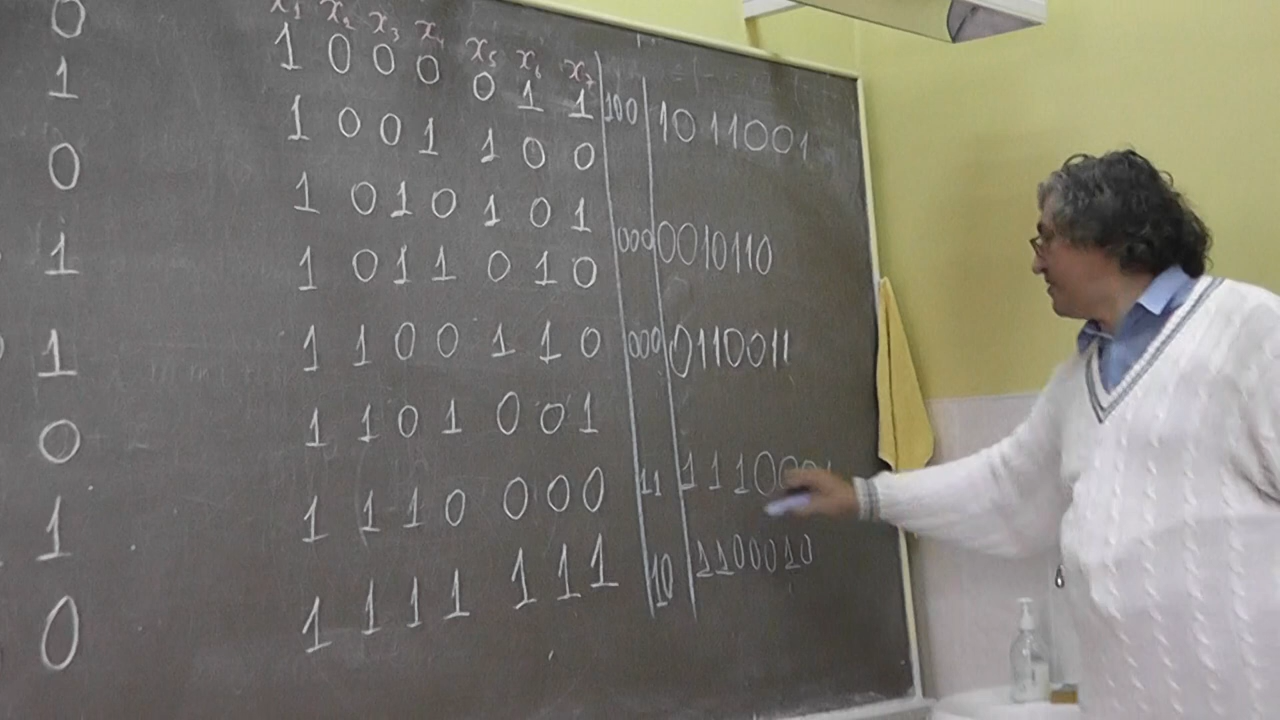 0
1
0
1
1
0
1
0
x₁ x₂ x₃ x₄ x₅ x₆ x₇
1 0 0 0 0 1 1
1 0 0 1 1 0 0
1 0 1 0 1 0 1
1 0 1 1 0 1 0
1 1 0 0 1 1 0
1 1 0 1 0 0 1
1 1 1 0 0 0 0
1 1 1 1 1 1 1
100 1011001
000 0010110
000 0110011
11
10 1100010